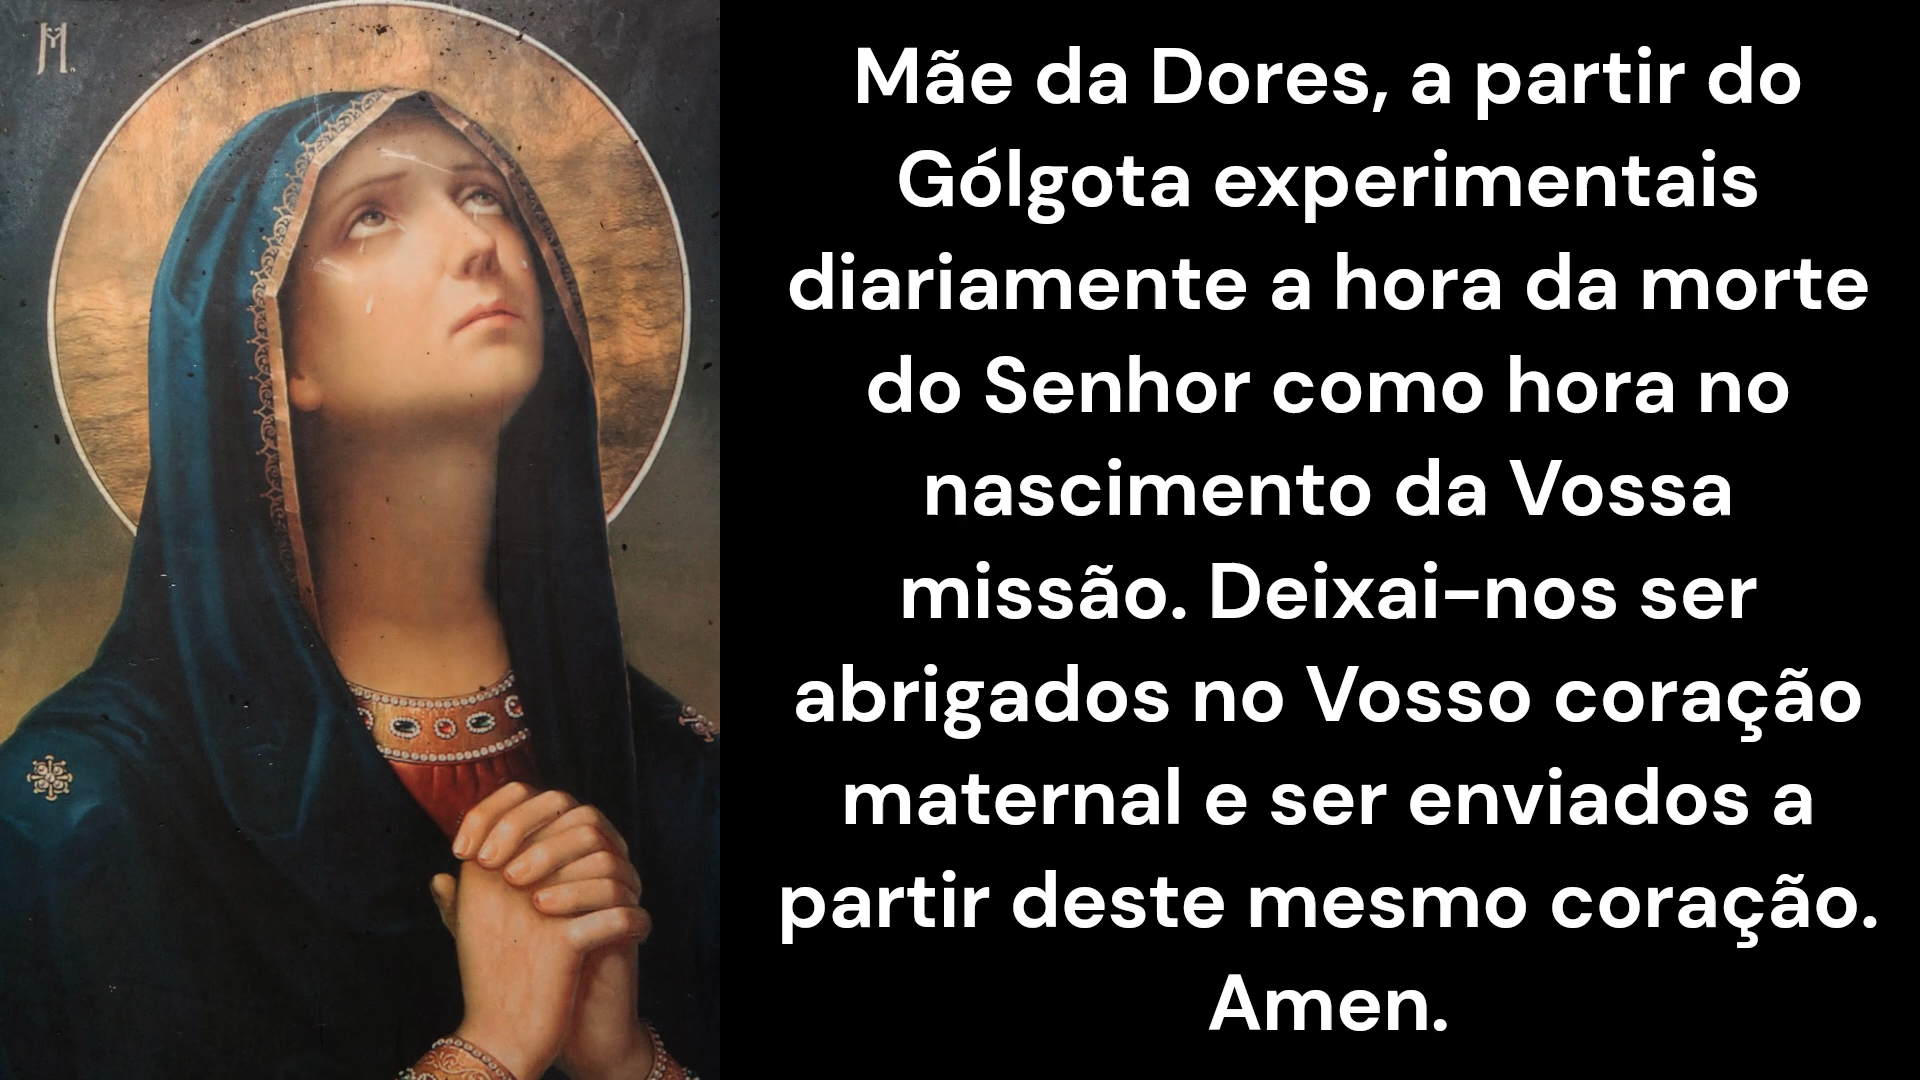 Mãe da Dores, a partir do
Gólgota experimentais
diariamente a hora da morte
do Senhor como hora no
nascimento da Vossa
missão. Deixai-nos ser
abrigados no Vosso coração
maternal e ser enviados a
partir deste mesmo coração.
Amen.